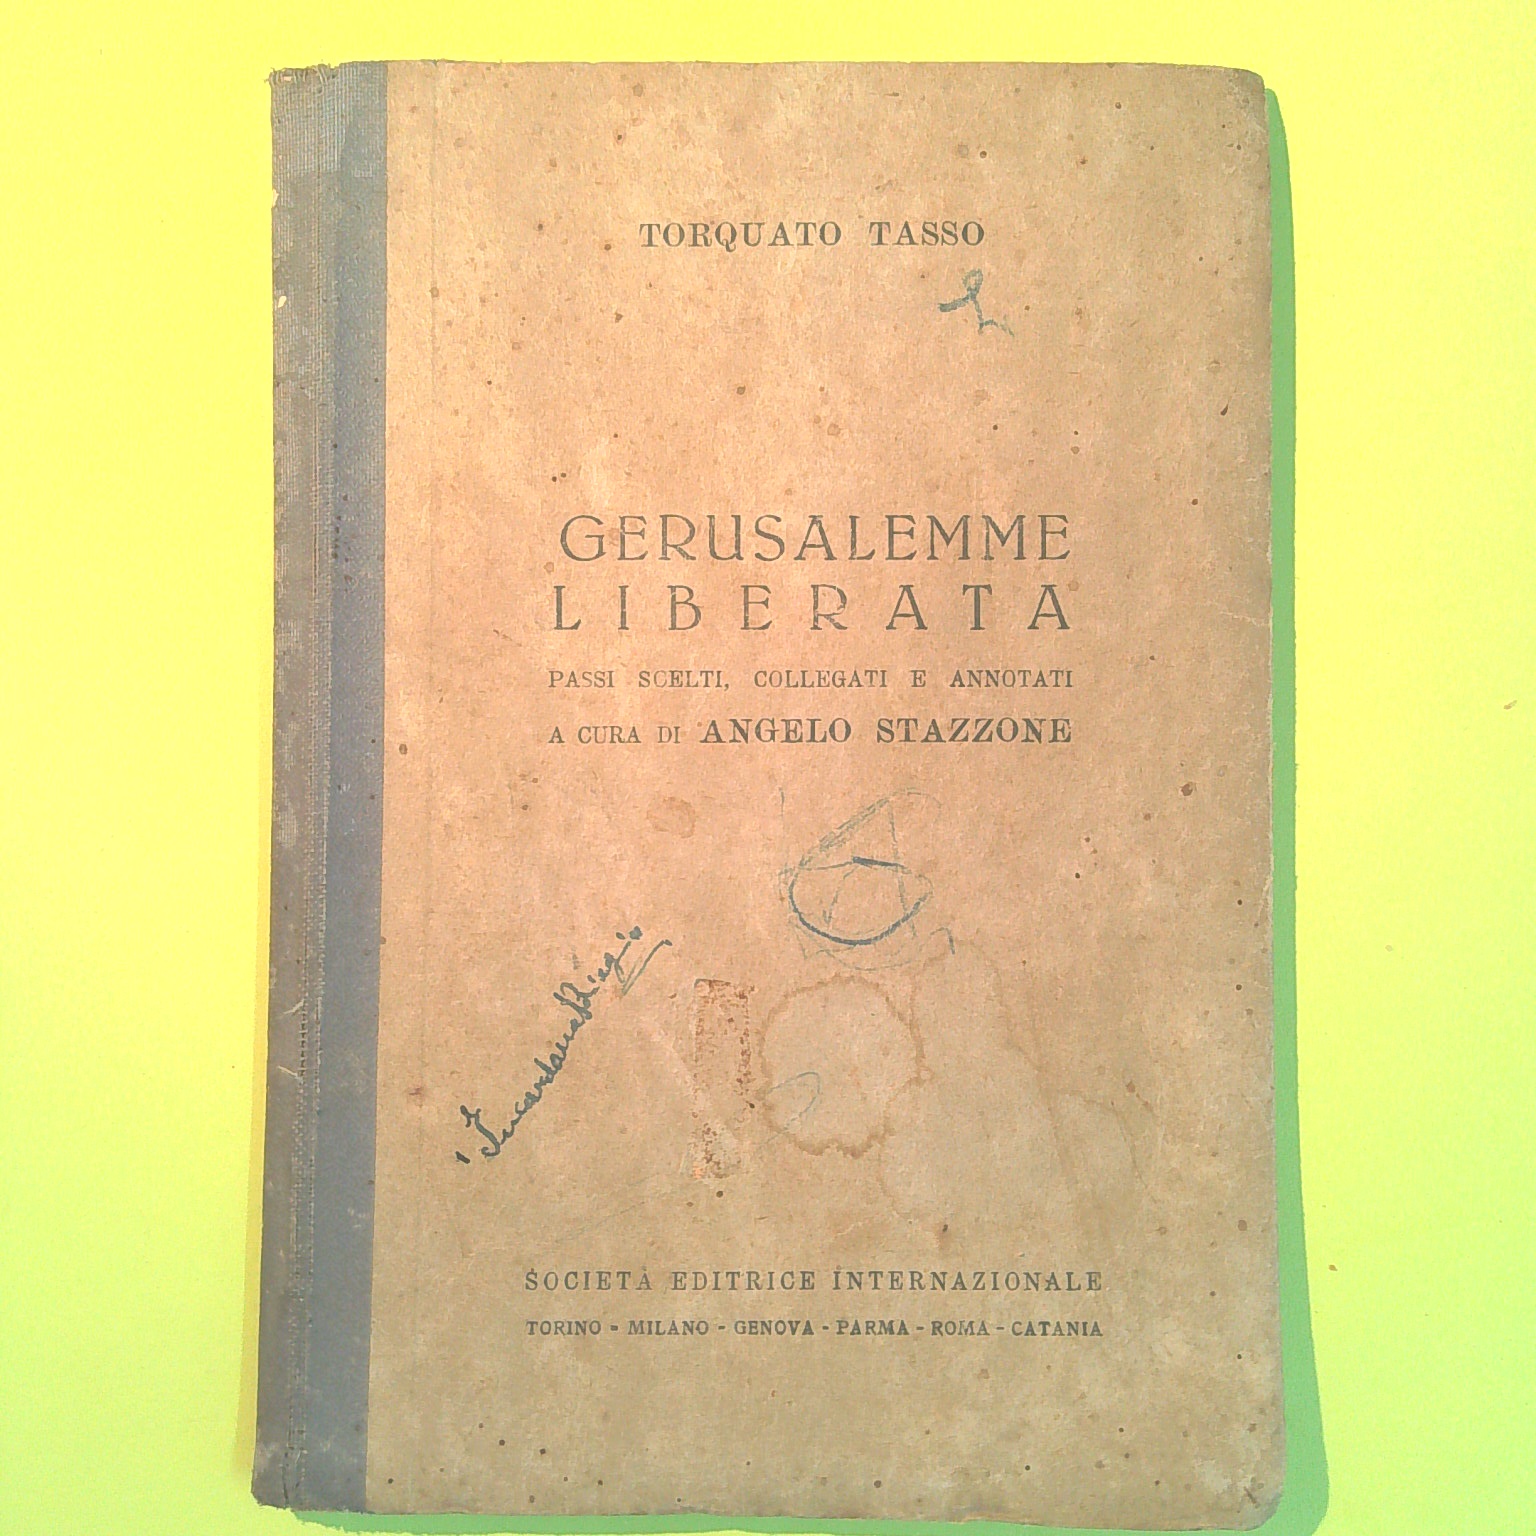 TORQUATO TASSO
GERUSALEMME
LIBERATA
PASSI SCELTI, COLLEGATI E ANNOTATI
A CURA DI ANGELO STAZZONE
SOCIETÀ EDITRICE INTERNAZIONALE
TORINO - MILANO - GENOVA - PARMA - ROMA - CATANIA